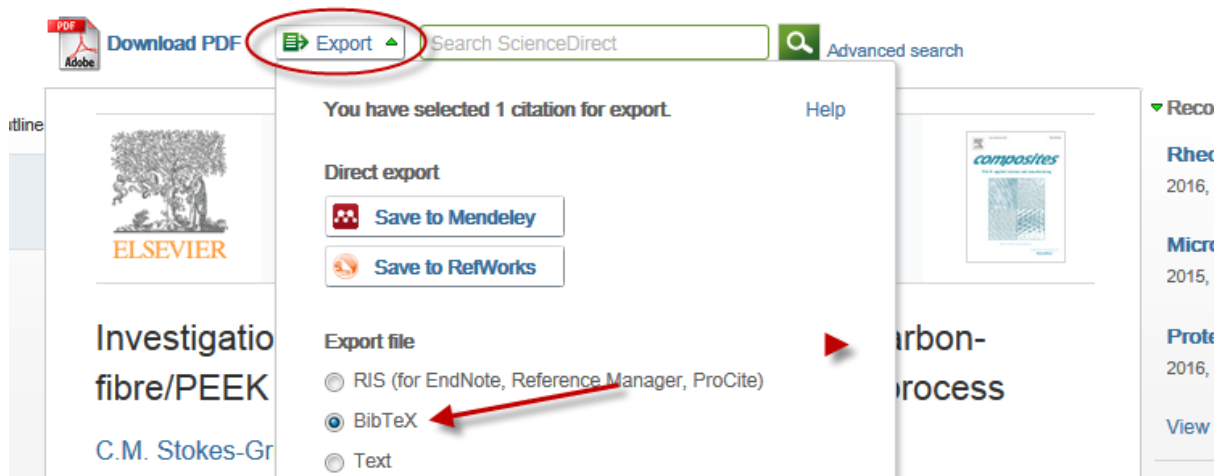 PDF
Adobe
Download PDF
Export
Search ScienceDirect
Advanced search
You have selected 1 citation for export.
Help
Direct export
Save to Mendeley
Save to RefWorks
Export file
RIS (for EndNote, Reference Manager, ProCite)
BibTeX
Text
utline
ELSEVIER
composites
Investigatio
arbon-
fibre/PEEK
process
C.M. Stokes-Gr
Reco
Rheo
2016,
Micro
2015,
Prote
2016,
View